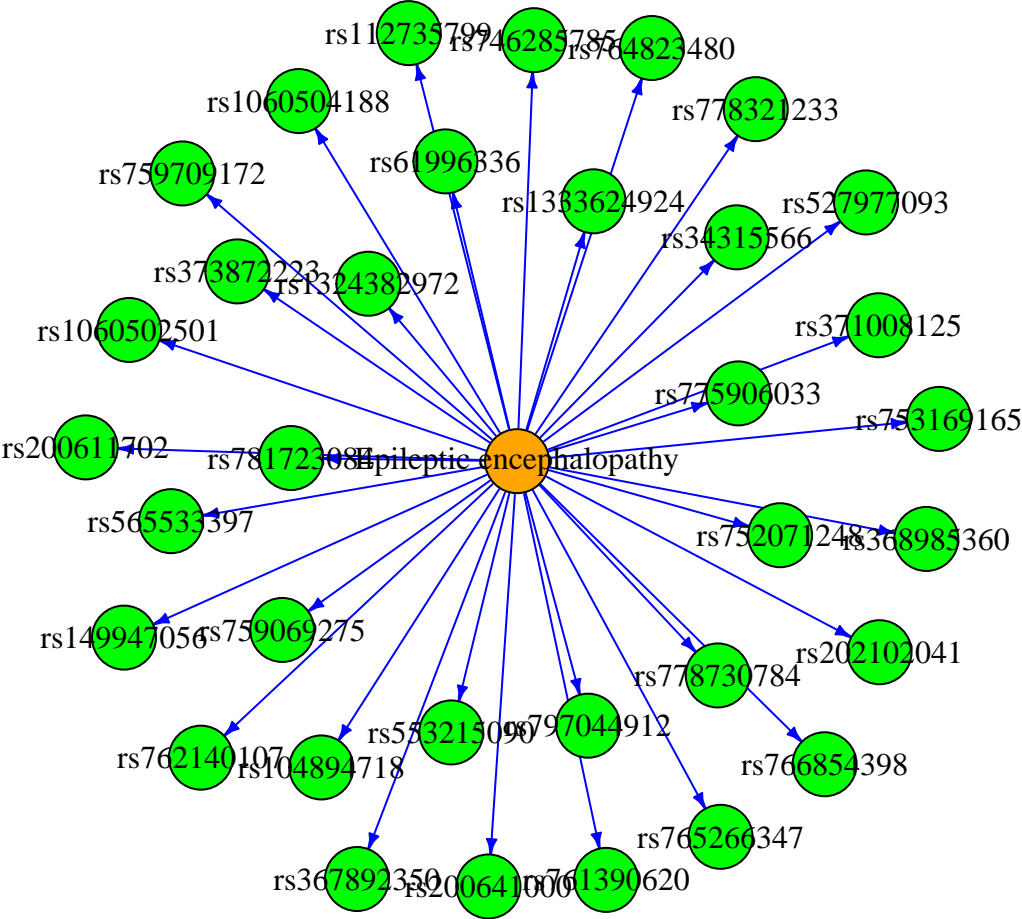 rs112735799
rs746285785
rs764823480
rs1060504188
rs778321233
rs61996336
rs759709172
rs1333624924
rs527977093
rs34315566
rs373872223
rs1324382972
rs1060502501
rs371008125
rs775906033
rs753169165
rs200611702
rs781723084
Epileptic encephalopathy
rs565533397
rs752071248
rs368985360
rs149947056
rs759069275
rs202102041
rs778730784
rs553215090
rs797044912
rs762140107
rs104894718
rs766854398
rs765266347
rs367892350
rs200641000
rs761390620